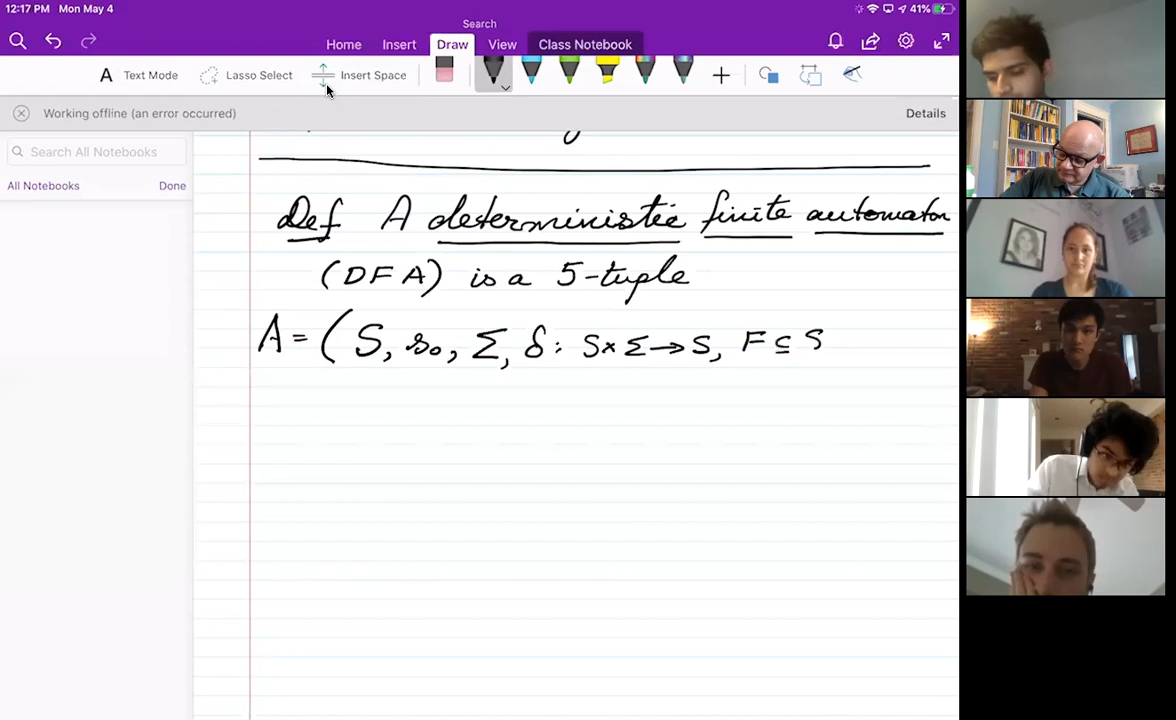 12:17 PM Mon May 4
41%
Search
Home Insert Draw View Class Notebook
A Text Mode Lasso Select Insert Space
Working offline (an error occurred) Details
Search All Notebooks
All Notebooks Done
Def A deterministic finite automaton
(DFA) is a 5-tuple
A = ( S, s₀, Σ, δ : S × Σ → S, F ⊆ S